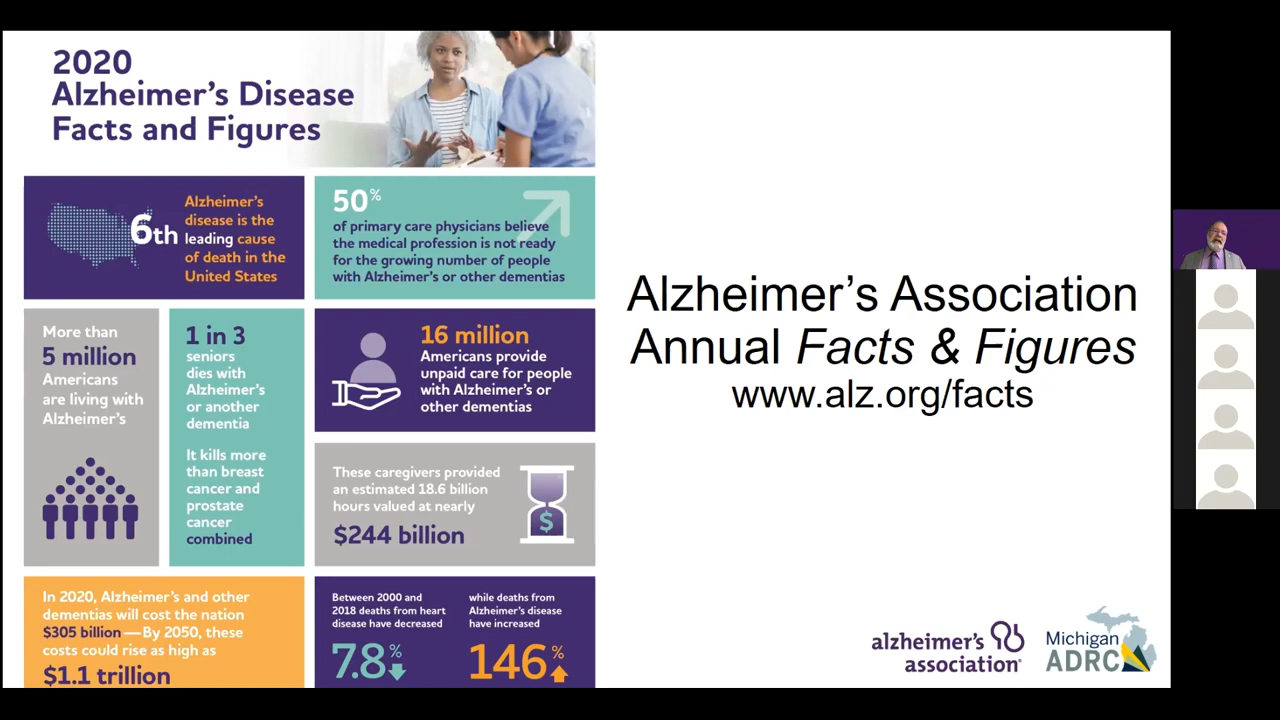 2020
Alzheimer's Disease
Facts and Figures
6th
Alzheimer's
disease is the
leading cause
of death in the
United States
50%
of primary care physicians believe
the medical profession is not ready
for the growing number of people
with Alzheimer's or other dementias
More than
5 million
Americans
are living with
Alzheimer's
1 in 3
seniors
dies with
Alzheimer's
or another
dementia
It kills more
than breast
cancer and
prostate
cancer
combined
16 million
Americans provide
unpaid care for people
with Alzheimer's or
other dementias
These caregivers provided
an estimated 18.6 billion
hours valued at nearly
$244 billion
$
In 2020, Alzheimer's and other
dementias will cost the nation
$305 billion — By 2050, these
costs could rise as high as
$1.1 trillion
Between 2000 and
2018 deaths from heart
disease have decreased
7.8%
while deaths from
Alzheimer's disease
have increased
146%
Alzheimer's Association
Annual Facts & Figures
www.alz.org/facts
alzheimer's
association®
Michigan
ADRC